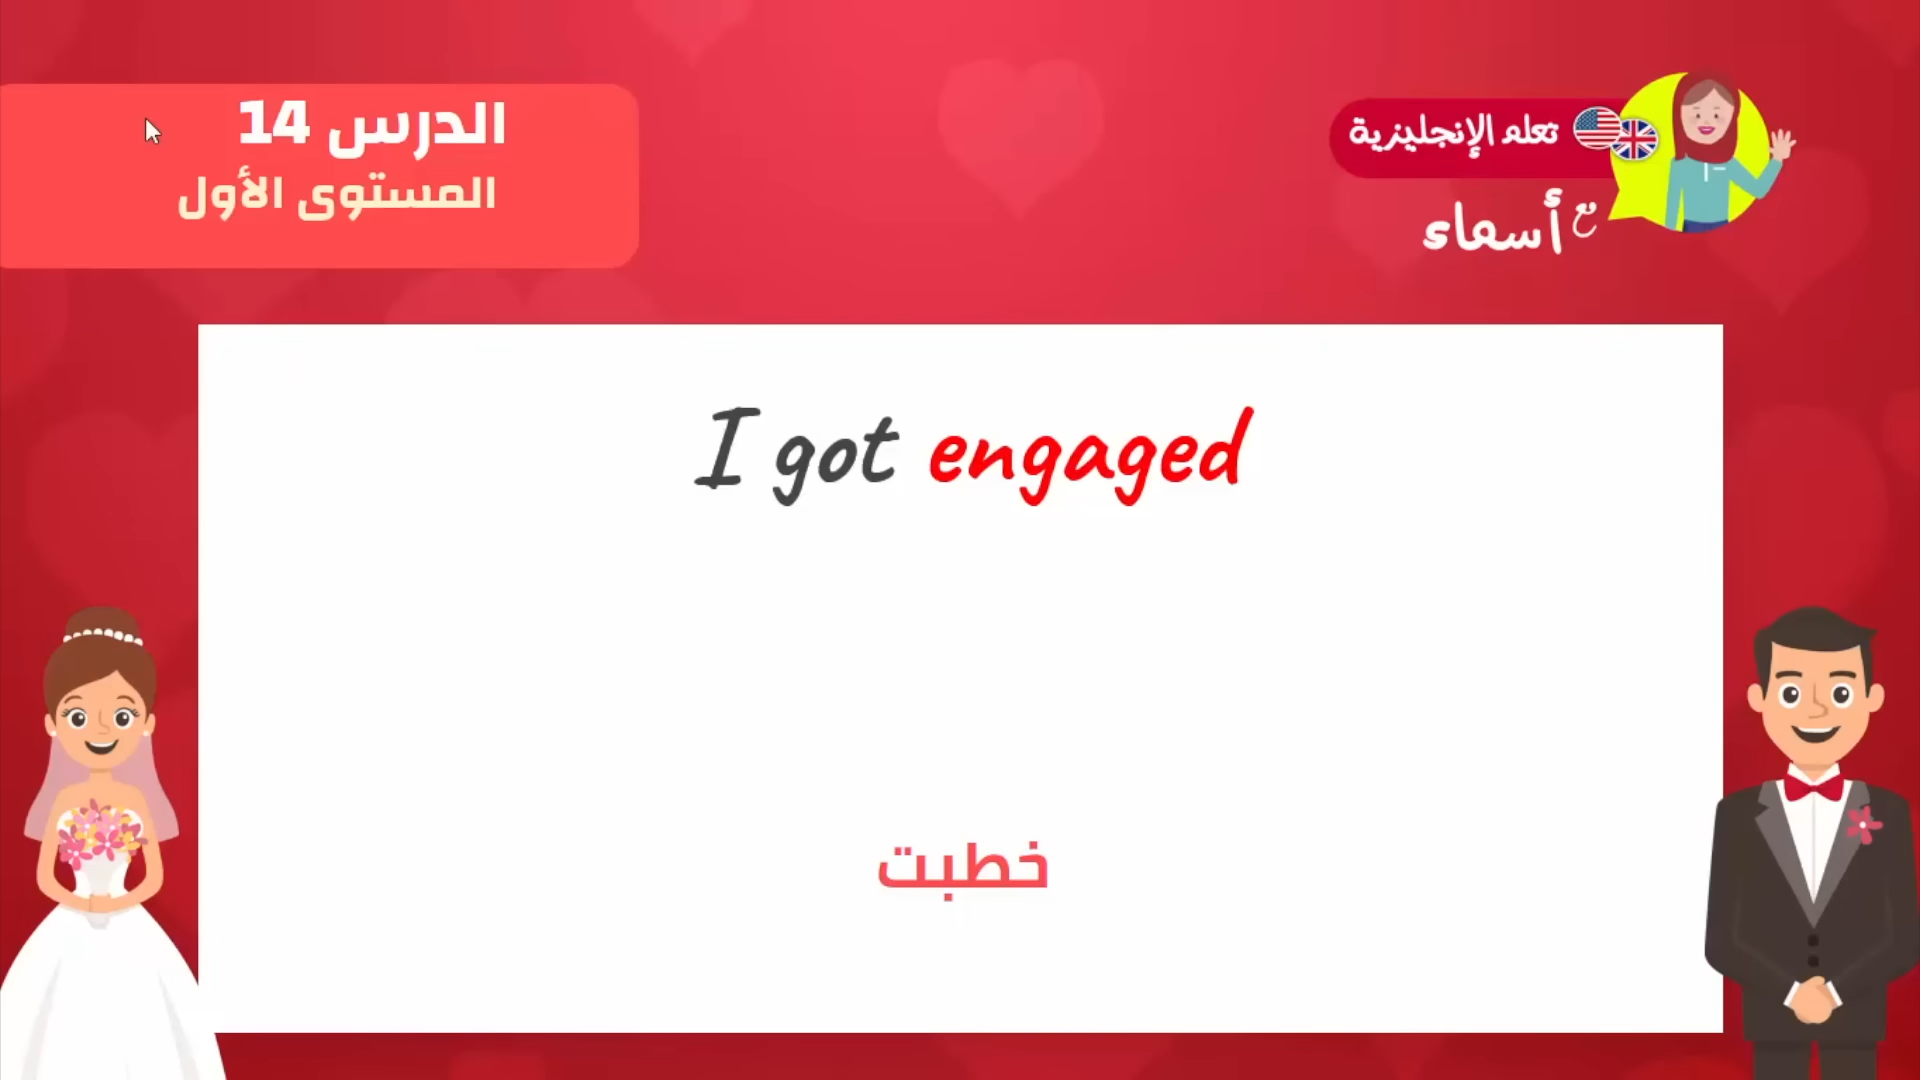 الدرس 14
المستوى الأول
تعلم الإنجليزية
مع أسماء
I got engaged
خطبت